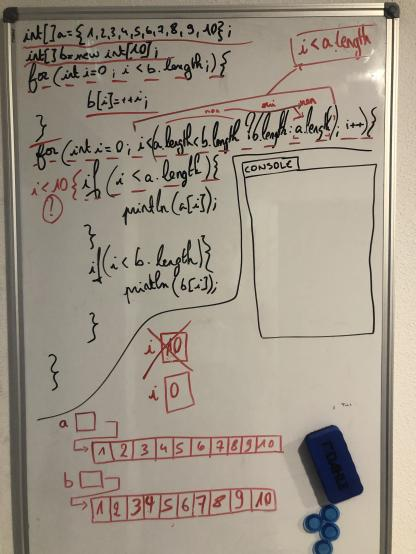 int[] a = {1,2,3,4,5,6,7,8,9,10};
int[] b = new int[10];
for (int i=0; i < b.length;){
b[i]=++i;
}
i < a.length
non oui non
for (int i=0; i<(a.length<b.length ? b.length : a.length); i++){
i < 10 { if (i < a.length){
!
println(a[i]);
}
if (i < b.length){
println(b[i]);
}
}
CONSOLE
i 10
i 0
a
1 2 3 4 5 6 7 8 9 10
b
1 2 3 4 5 6 7 8 9 10
DAHLE